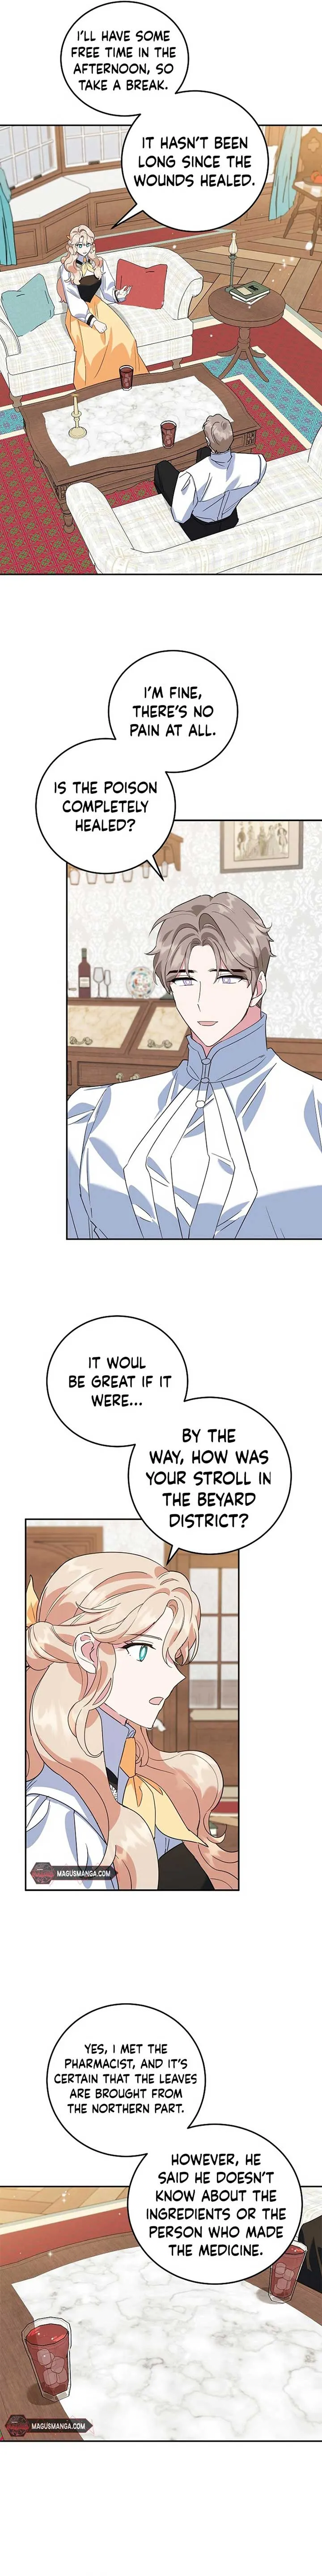 I'LL HAVE SOME
FREE TIME IN THE
AFTERNOON, SO
TAKE A BREAK.
IT HASN'T BEEN
LONG SINCE THE
WOUNDS HEALED.
I'M FINE,
THERE'S NO
PAIN AT ALL.
IS THE POISON
COMPLETELY
HEALED?
IT WOUL
BE GREAT IF IT
WERE...
BY THE
WAY, HOW WAS
YOUR STROLL IN
THE BEYARD
DISTRICT?
MAGUSMANGA.COM
YES, I MET THE
PHARMACIST, AND IT'S
CERTAIN THAT THE LEAVES
ARE BROUGHT FROM
THE NORTHERN PART.
HOWEVER, HE
SAID HE DOESN'T
KNOW ABOUT THE
INGREDIENTS OR THE
PERSON WHO MADE
THE MEDICINE.
MAGUSMANGA.COM